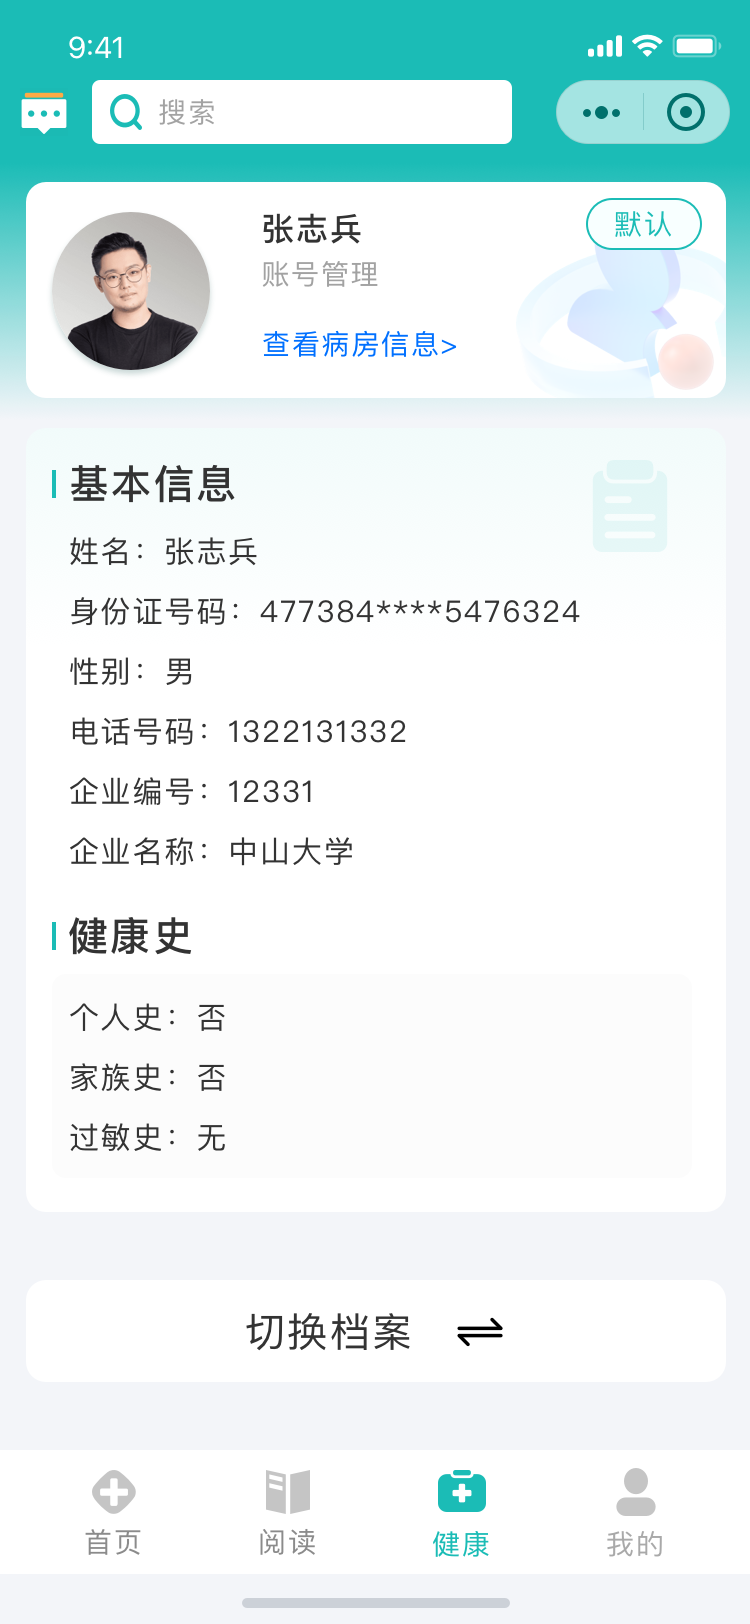 9:41
搜索
张志兵
默认
账号管理
查看病房信息>
基本信息
姓名：张志兵
身份证号码：477384****5476324
性别：男
电话号码：1322131332
企业编号：12331
企业名称：中山大学
健康史
个人史：否
家族史：否
过敏史：无
切换档案
首页
阅读
健康
我的